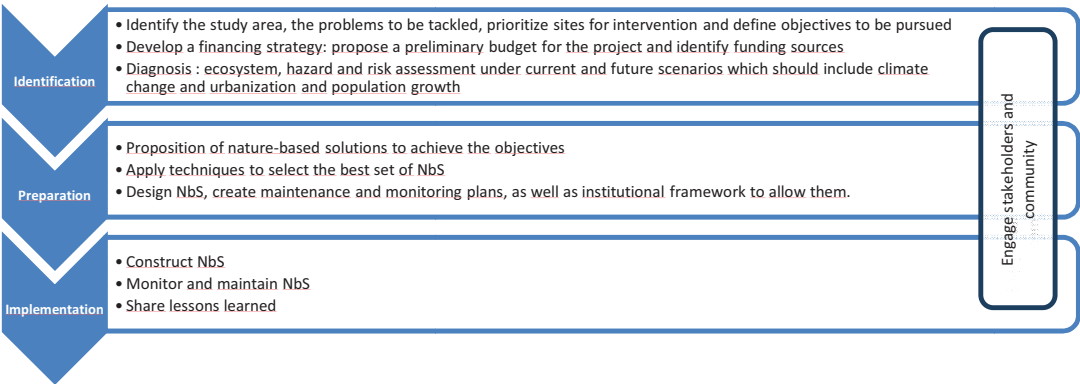 Identification
• Identify the study area, the problems to be tackled, prioritize sites for intervention and define objectives to be pursued
• Develop a financing strategy: propose a preliminary budget for the project and identify funding sources
• Diagnosis : ecosystem, hazard and risk assessment under current and future scenarios which should include climate
change and urbanization and population growth
Preparation
• Proposition of nature-based solutions to achieve the objectives
• Apply techniques to select the best set of NbS
• Design NbS, create maintenance and monitoring plans, as well as institutional framework to allow them.
Implementation
• Construct NbS
• Monitor and maintain NbS
• Share lessons learned
Engage stakeholders and
community